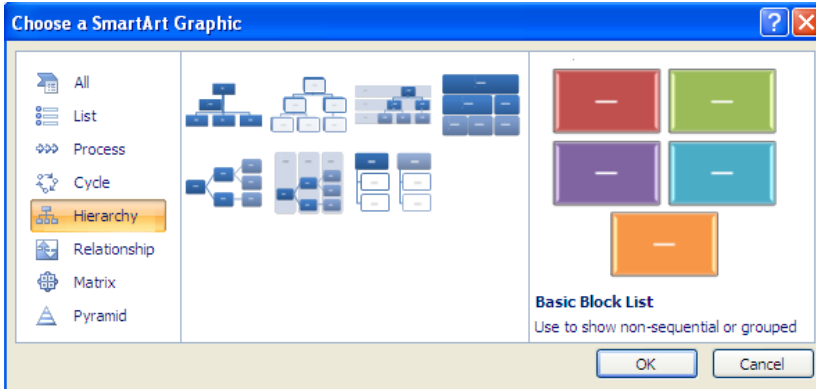 Choose a SmartArt Graphic
All
List
Process
Cycle
Hierarchy
Relationship
Matrix
Pyramid
Basic Block List
Use to show non-sequential or grouped
OK
Cancel